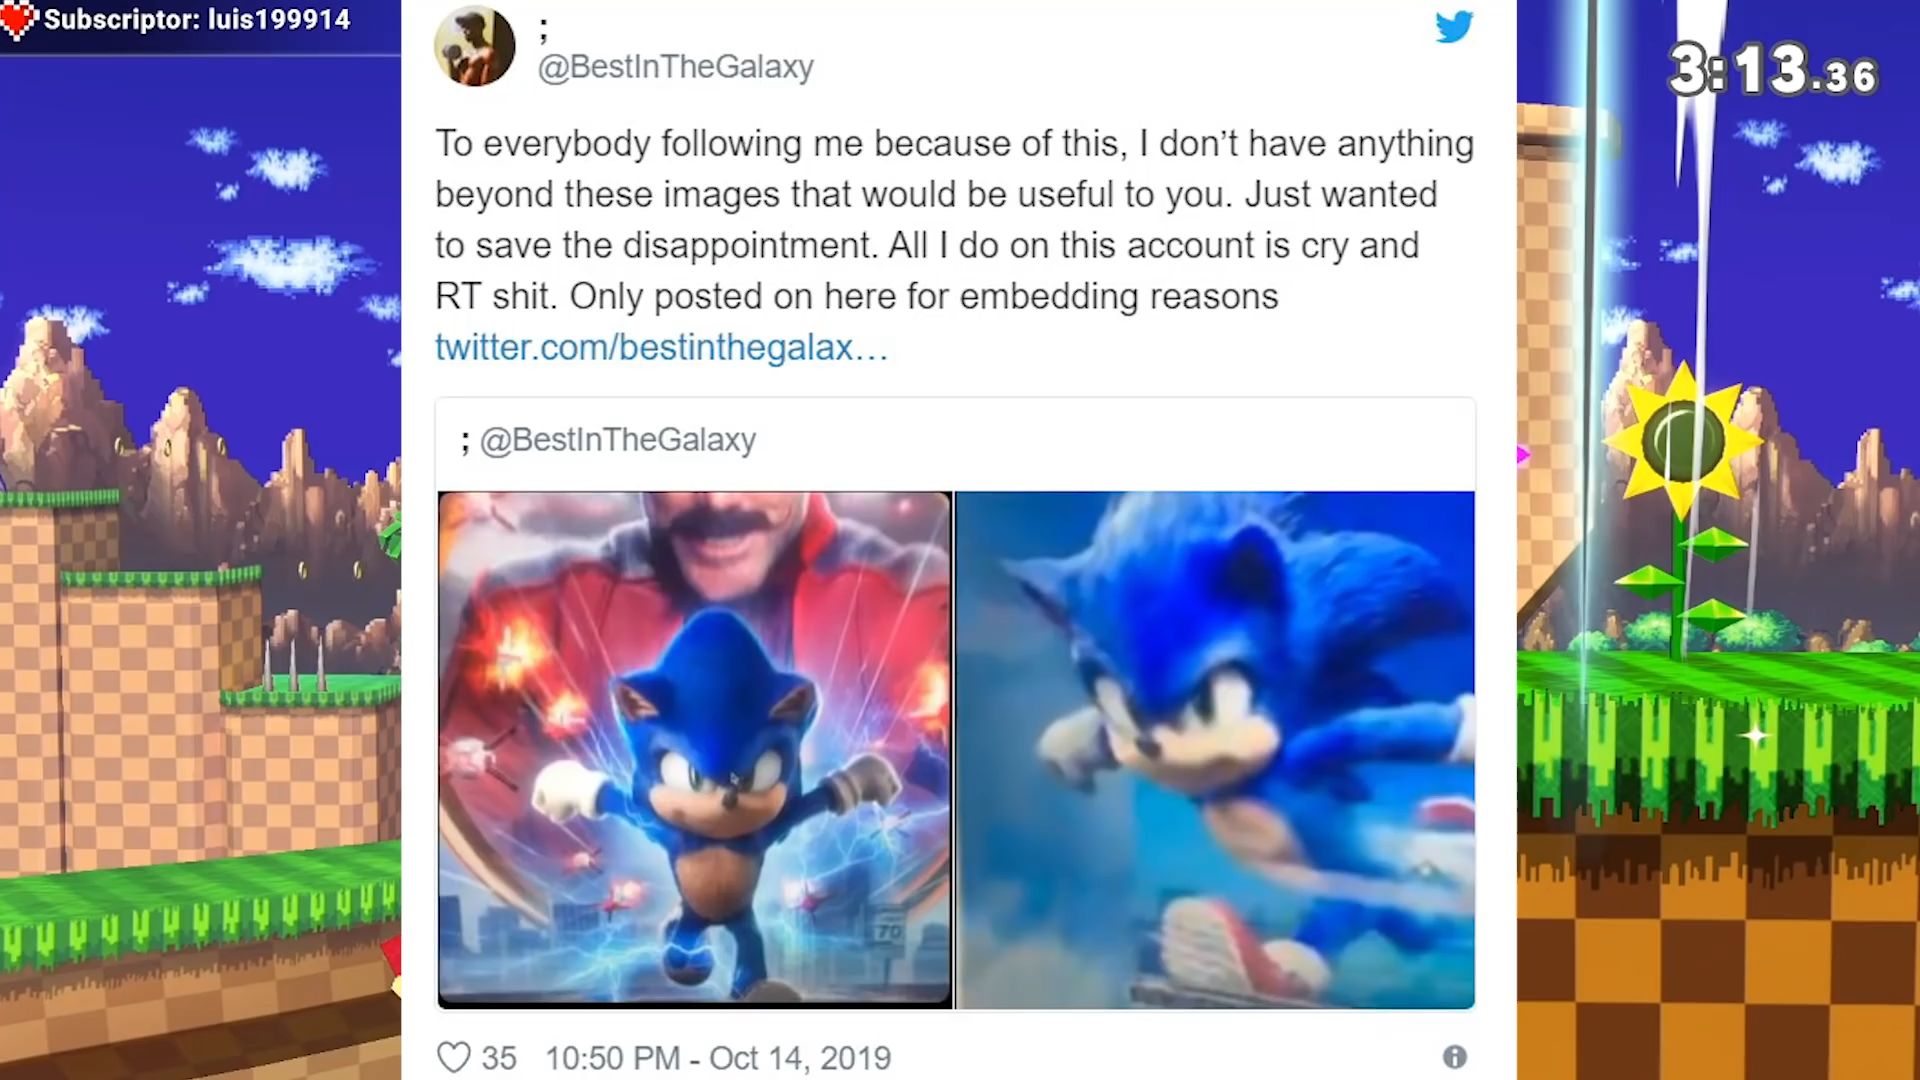 Subscriptor: luis199914
3:13.36
;
@BestInTheGalaxy
To everybody following me because of this, I don’t have anything
beyond these images that would be useful to you. Just wanted
to save the disappointment. All I do on this account is cry and
RT shit. Only posted on here for embedding reasons
twitter.com/bestinthegalax…
; @BestInTheGalaxy
70
35 10:50 PM - Oct 14, 2019